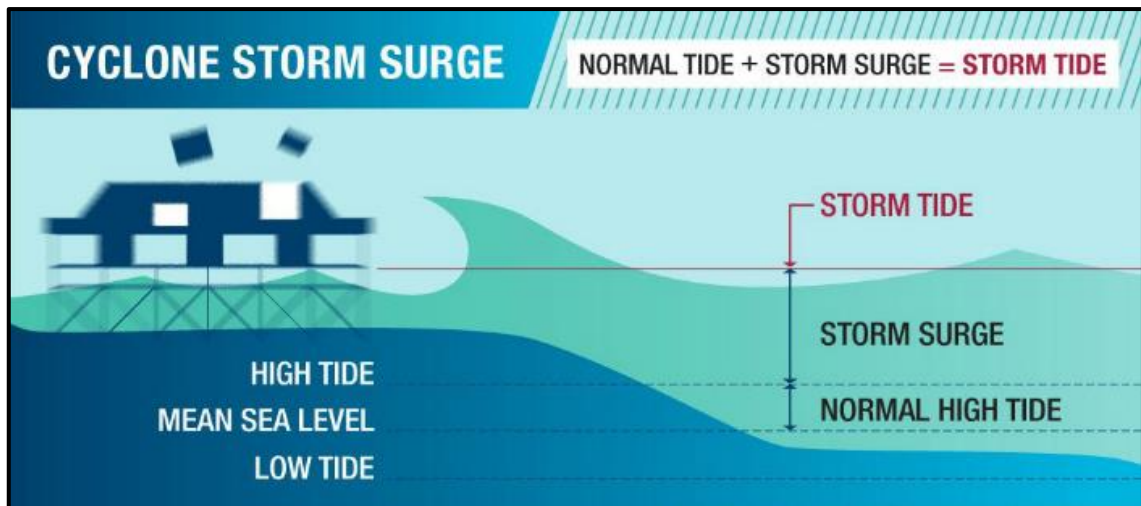 CYCLONE STORM SURGE
NORMAL TIDE + STORM SURGE = STORM TIDE
STORM TIDE
STORM SURGE
HIGH TIDE
NORMAL HIGH TIDE
MEAN SEA LEVEL
LOW TIDE